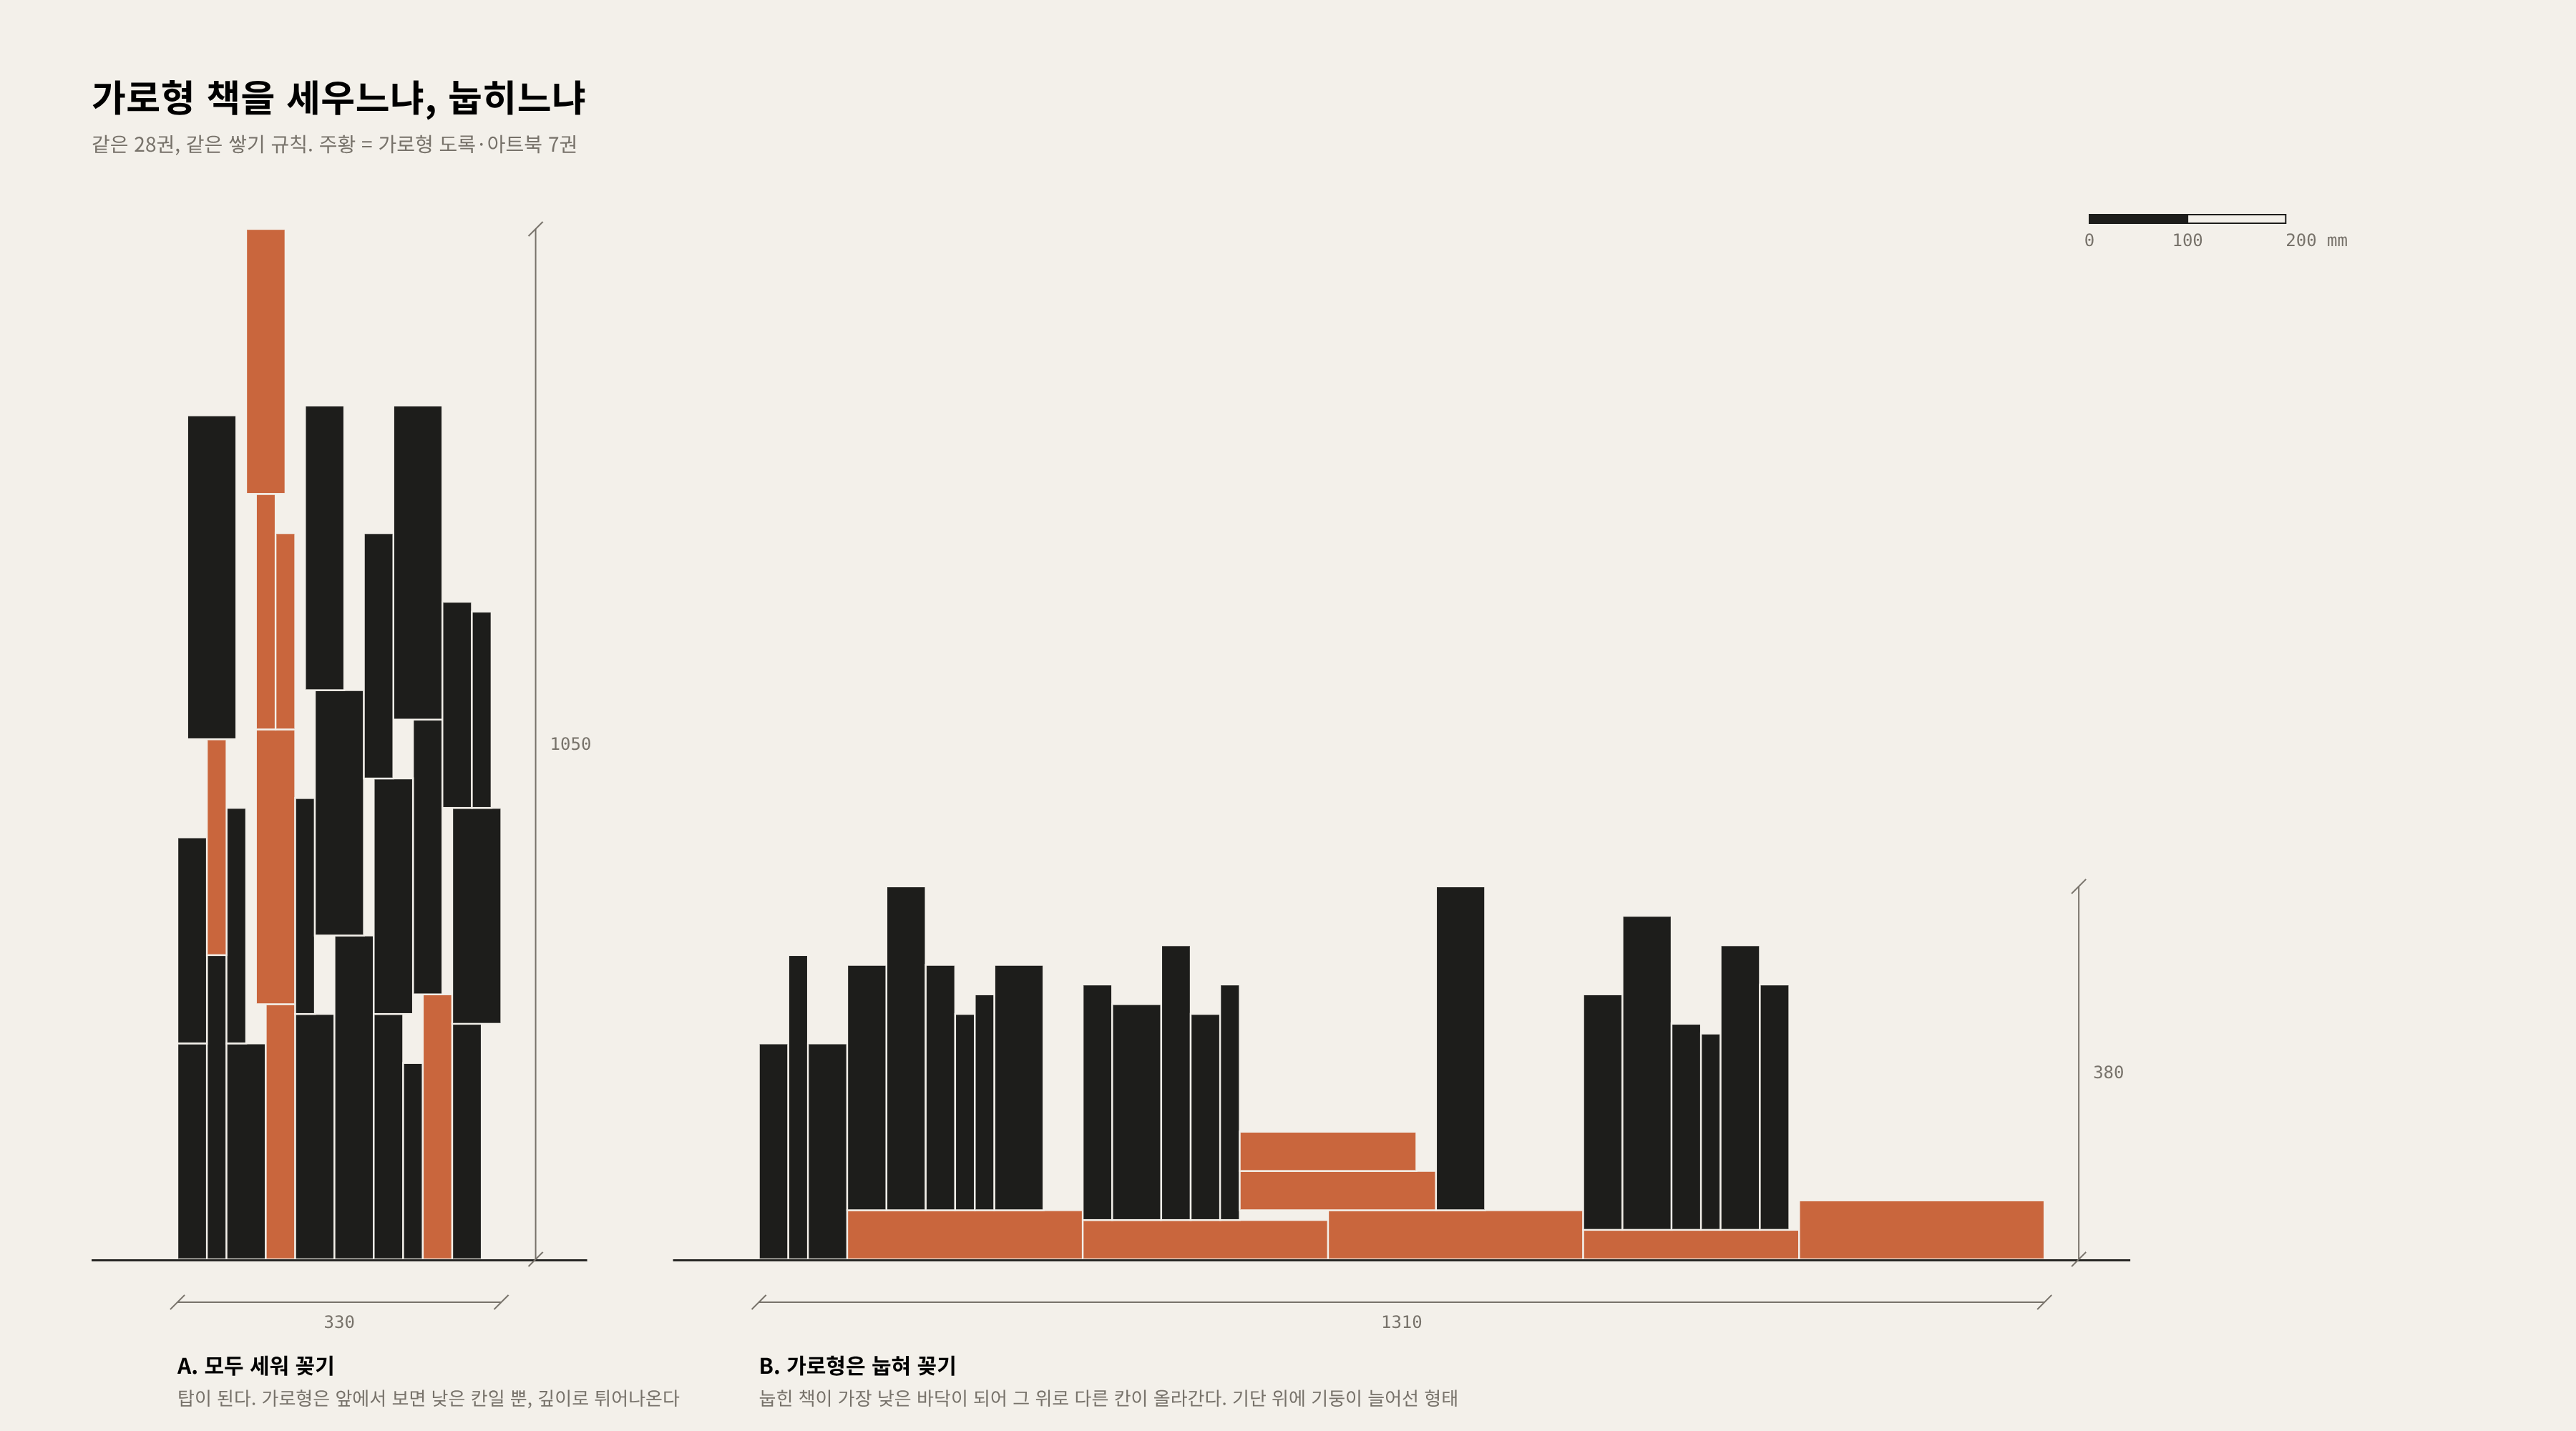 가로형 책을 세우느냐, 눕히느냐
같은 28권, 같은 쌓기 규칙. 주황 = 가로형 도록·아트북 7권
0 100 200 mm
1050
380
330
1310
A. 모두 세워 꽂기
탑이 된다. 가로형은 앞에서 보면 낮은 칸일 뿐, 깊이로 튀어나온다
B. 가로형은 눕혀 꽂기
눕힌 책이 가장 낮은 바닥이 되어 그 위로 다른 칸이 올라간다. 기단 위에 기둥이 늘어선 형태